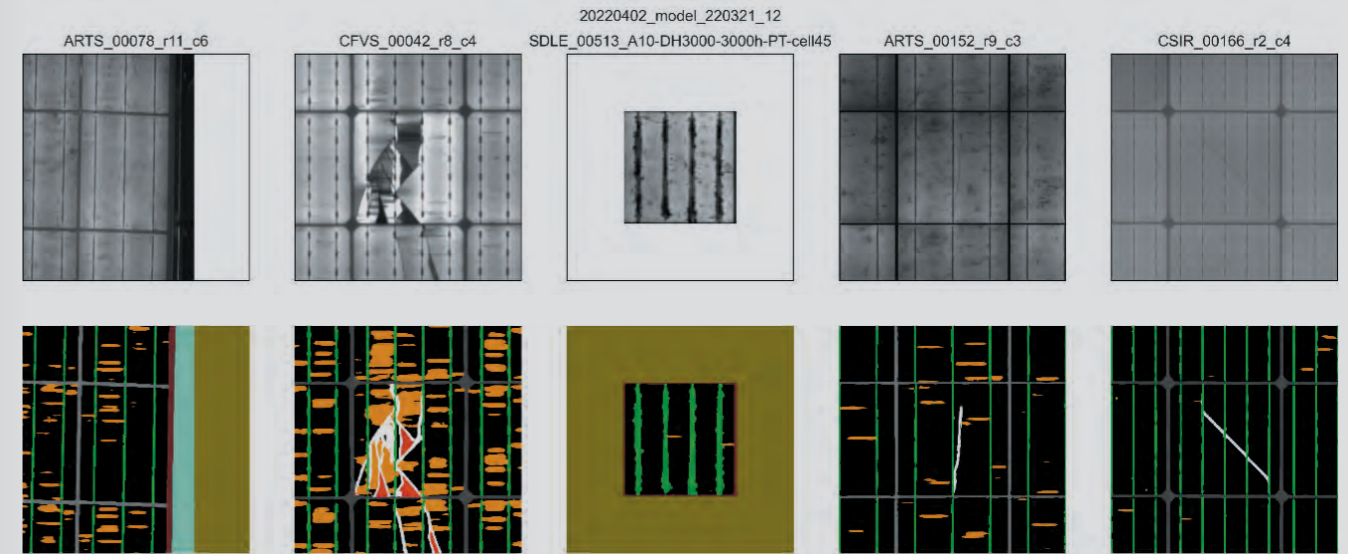 20220402_model_220321_12
ARTS_00078_r11_c6
CFVS_00042_r8_c4
SDLE_00513_A10-DH3000-3000h-PT-cell45
ARTS_00152_r9_c3
CSIR_00166_r2_c4